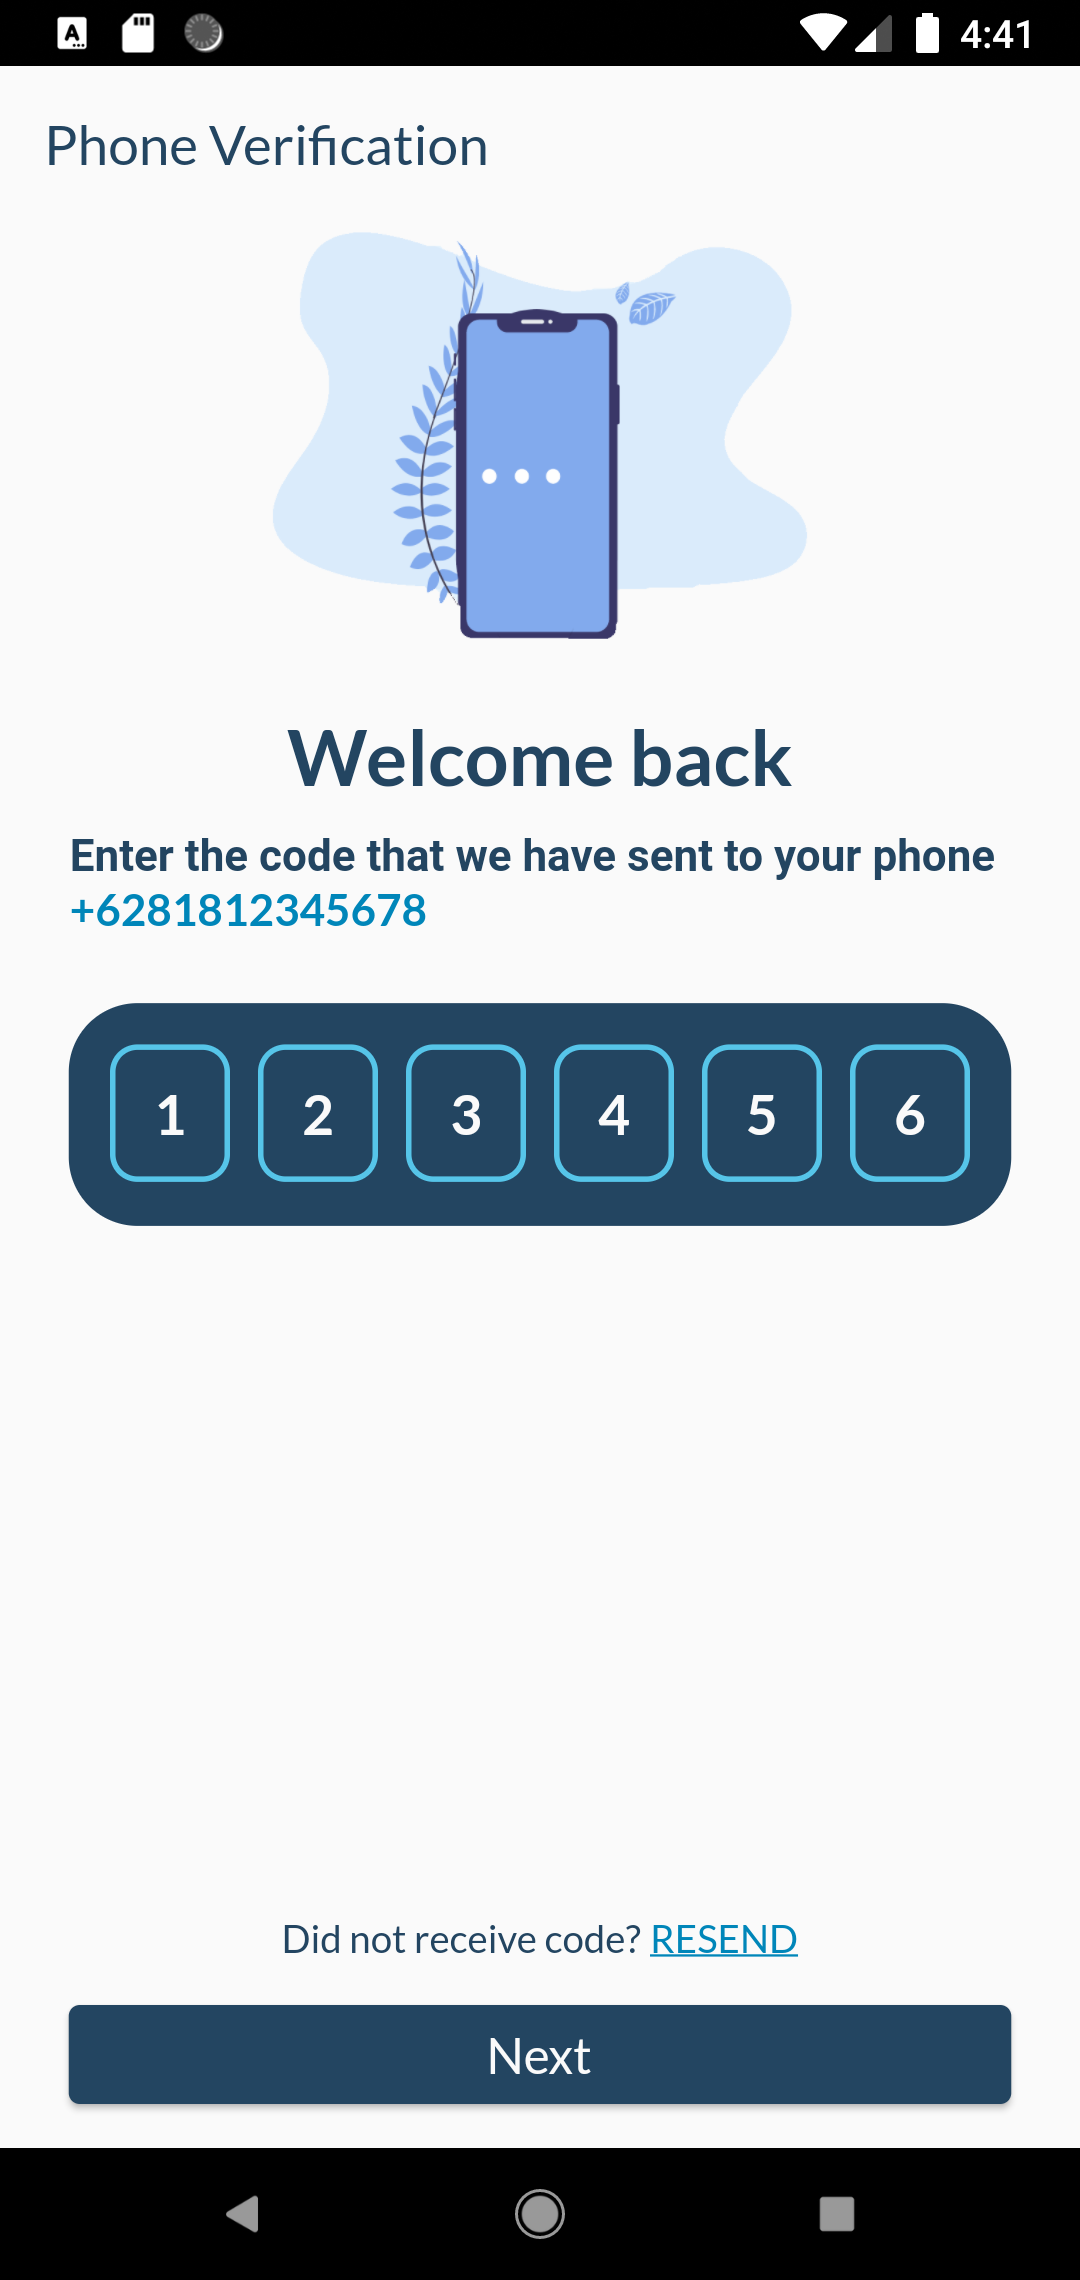 4:41
Phone Verification
Welcome back
Enter the code that we have sent to your phone
+6281812345678
1 2 3 4 5 6
Did not receive code? RESEND
Next